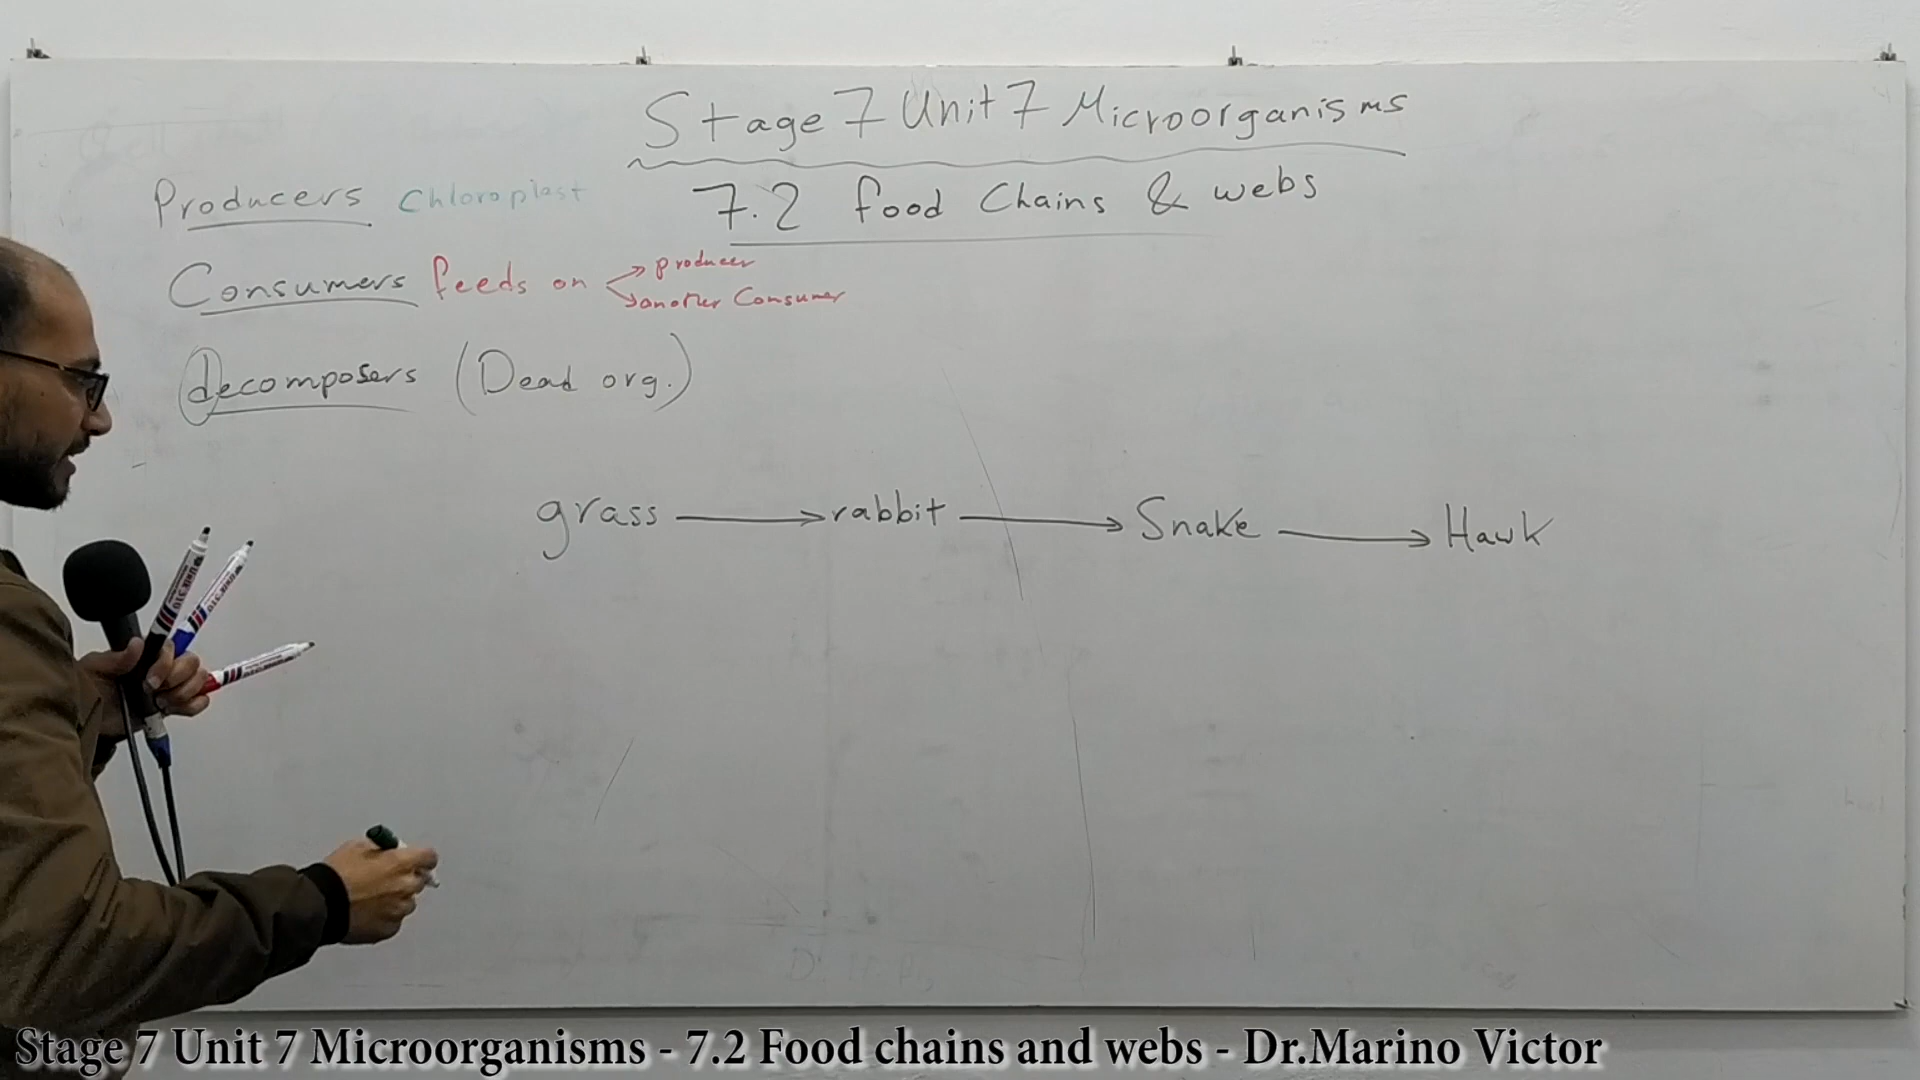 Stage 7 Unit 7 Microorganisms
7.2 food Chains & webs
Producers Chloroplast
Consumers feeds on → producer
→ another Consumer
decomposers (Dead org.)
grass → rabbit → Snake → Hawk
Stage 7 Unit 7 Microorganisms - 7.2 Food chains and webs - Dr.Marino Victor